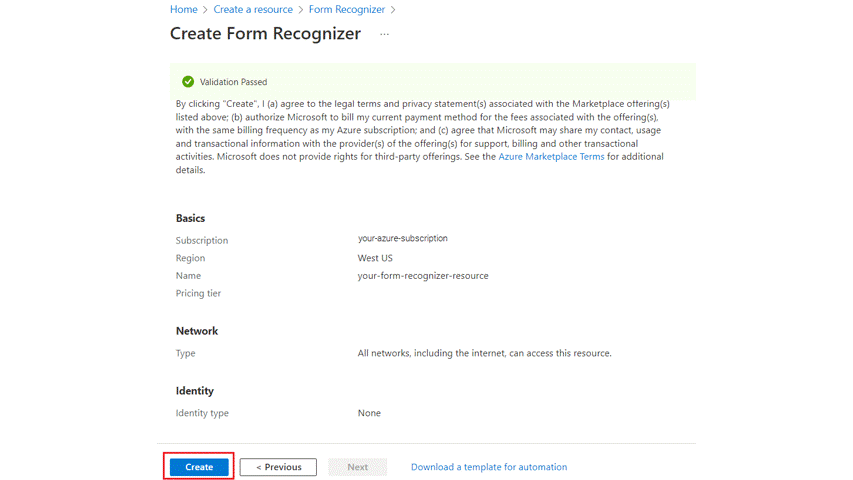 Home > Create a resource > Form Recognizer >
Create Form Recognizer ...
Validation Passed
By clicking "Create", I (a) agree to the legal terms and privacy statement(s) associated with the Marketplace offering(s)
listed above; (b) authorize Microsoft to bill my current payment method for the fees associated with the offering(s),
with the same billing frequency as my Azure subscription; and (c) agree that Microsoft may share my contact, usage
and transactional information with the provider(s) of the offering(s) for support, billing and other transactional
activities. Microsoft does not provide rights for third-party offerings. See the Azure Marketplace Terms for additional
details.
Basics
Subscription your-azure-subscription
Region West US
Name your-form-recognizer-resource
Pricing tier
Network
Type All networks, including the internet, can access this resource.
Identity
Identity type None
Create < Previous Next Download a template for automation